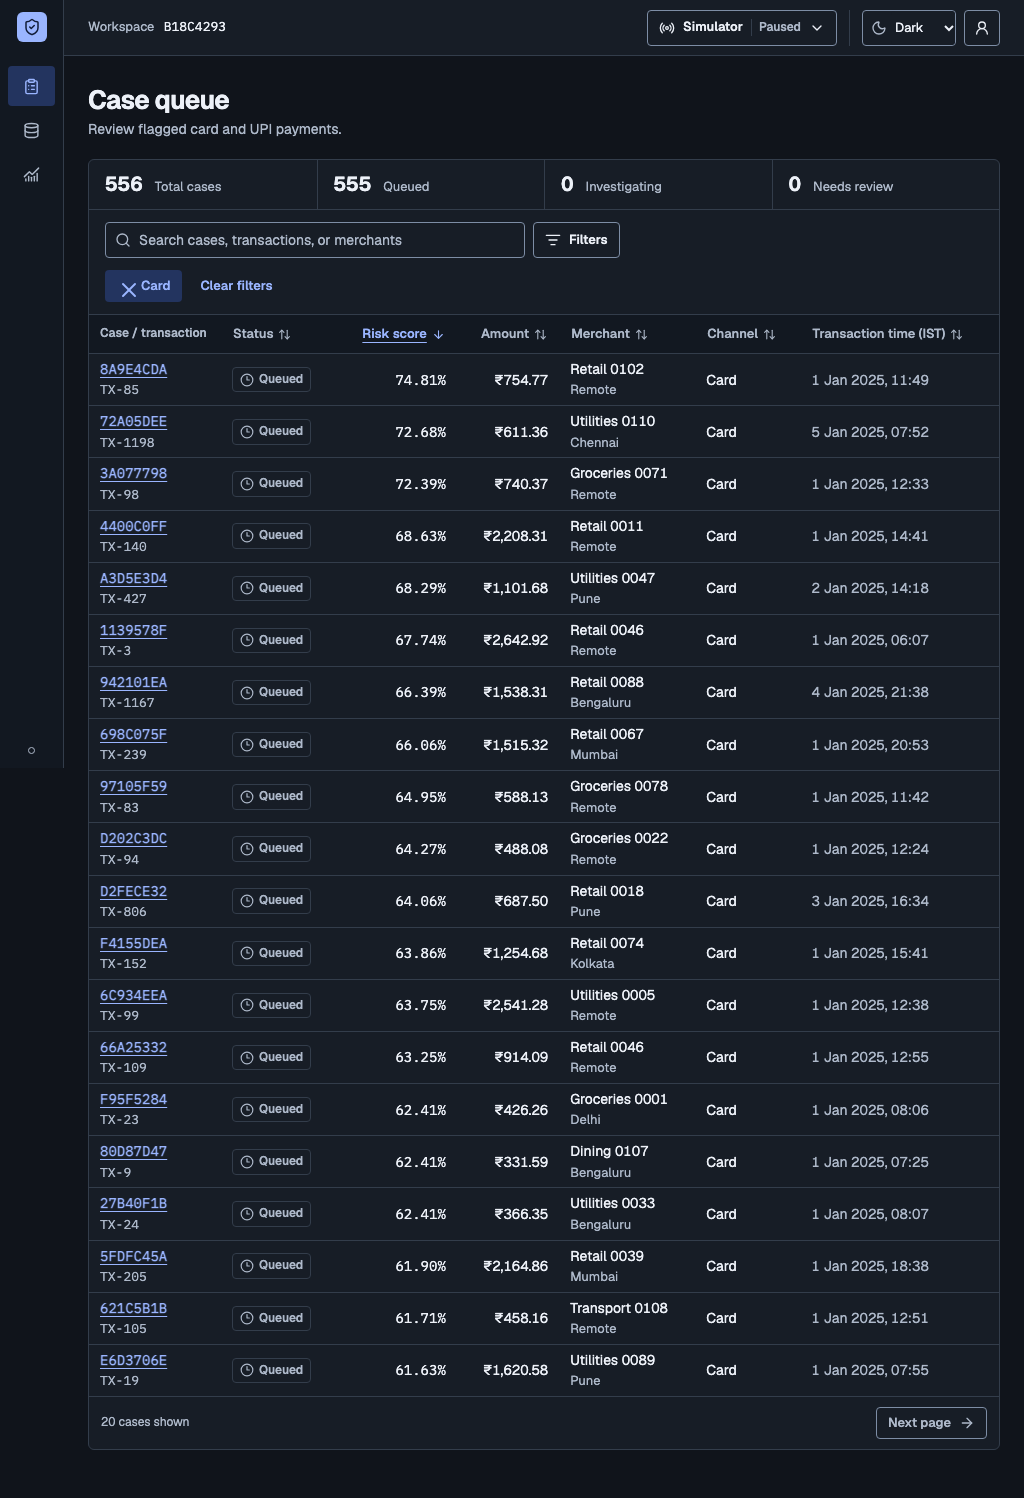 Workspace B18C4293
Simulator Paused
Dark
Case queue
Review flagged card and UPI payments.
556 Total cases
555 Queued
0 Investigating
0 Needs review
Search cases, transactions, or merchants
Filters
Card
Clear filters
Case / transaction Status Risk score Amount Merchant Channel Transaction time (IST)
8A9E4CDA Queued 74.81% ₹754.77 Retail 0102 Card 1 Jan 2025, 11:49
TX-85 Remote
72A05DEE Queued 72.68% ₹611.36 Utilities 0110 Card 5 Jan 2025, 07:52
TX-1198 Chennai
3A077798 Queued 72.39% ₹740.37 Groceries 0071 Card 1 Jan 2025, 12:33
TX-98 Remote
4400C0FF Queued 68.63% ₹2,208.31 Retail 0011 Card 1 Jan 2025, 14:41
TX-140 Remote
A3D5E3D4 Queued 68.29% ₹1,101.68 Utilities 0047 Card 2 Jan 2025, 14:18
TX-427 Pune
1139578F Queued 67.74% ₹2,642.92 Retail 0046 Card 1 Jan 2025, 06:07
TX-3 Remote
942101EA Queued 66.39% ₹1,538.31 Retail 0088 Card 4 Jan 2025, 21:38
TX-1167 Bengaluru
698C075F Queued 66.06% ₹1,515.32 Retail 0067 Card 1 Jan 2025, 20:53
TX-239 Mumbai
97105F59 Queued 64.95% ₹588.13 Groceries 0078 Card 1 Jan 2025, 11:42
TX-83 Remote
D202C3DC Queued 64.27% ₹488.08 Groceries 0022 Card 1 Jan 2025, 12:24
TX-94 Remote
D2FECE32 Queued 64.06% ₹687.50 Retail 0018 Card 3 Jan 2025, 16:34
TX-806 Pune
F4155DEA Queued 63.86% ₹1,254.68 Retail 0074 Card 1 Jan 2025, 15:41
TX-152 Kolkata
6C934EEA Queued 63.75% ₹2,541.28 Utilities 0005 Card 1 Jan 2025, 12:38
TX-99 Remote
66A25332 Queued 63.25% ₹914.09 Retail 0046 Card 1 Jan 2025, 12:55
TX-109 Remote
F95F5284 Queued 62.41% ₹426.26 Groceries 0001 Card 1 Jan 2025, 08:06
TX-23 Delhi
80D87D47 Queued 62.41% ₹331.59 Dining 0107 Card 1 Jan 2025, 07:25
TX-9 Bengaluru
27B40F1B Queued 62.41% ₹366.35 Utilities 0033 Card 1 Jan 2025, 08:07
TX-24 Bengaluru
5FDFC45A Queued 61.90% ₹2,164.86 Retail 0039 Card 1 Jan 2025, 18:38
TX-205 Mumbai
621C5B1B Queued 61.71% ₹458.16 Transport 0108 Card 1 Jan 2025, 12:51
TX-105 Remote
E6D3706E Queued 61.63% ₹1,620.58 Utilities 0089 Card 1 Jan 2025, 07:55
TX-19 Pune
20 cases shown
Next page